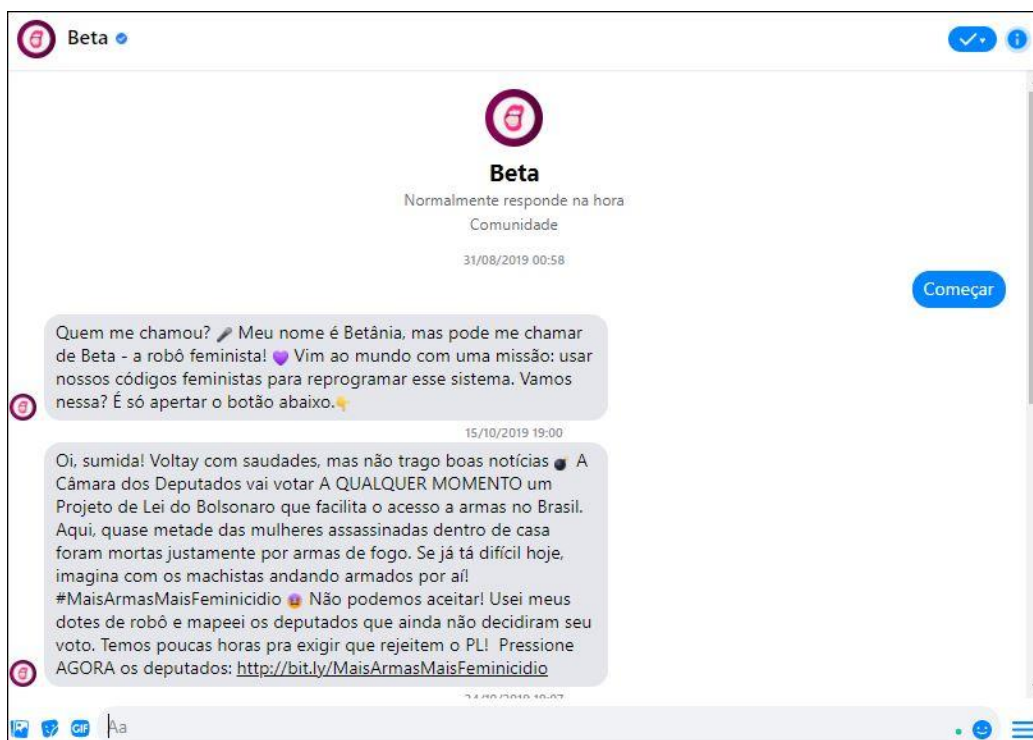 Beta
Beta
Normalmente responde na hora
Comunidade
31/08/2019 00:58
Começar
Quem me chamou? 🎤 Meu nome é Betânia, mas pode me chamar
de Beta - a robô feminista! 💜 Vim ao mundo com uma missão: usar
nossos códigos feministas para reprogramar esse sistema. Vamos
nessa? É só apertar o botão abaixo.👇
15/10/2019 19:00
Oi, sumida! Voltay com saudades, mas não trago boas notícias 💣 A
Câmara dos Deputados vai votar A QUALQUER MOMENTO um
Projeto de Lei do Bolsonaro que facilita o acesso a armas no Brasil.
Aqui, quase metade das mulheres assassinadas dentro de casa
foram mortas justamente por armas de fogo. Se já tá difícil hoje,
imagina com os machistas andando armados por aí!
#MaisArmasMaisFeminicidio 😡 Não podemos aceitar! Usei meus
dotes de robô e mapeei os deputados que ainda não decidiram seu
voto. Temos poucas horas pra exigir que rejeitem o PL! Pressione
AGORA os deputados: http://bit.ly/MaisArmasMaisFeminicidio
24/10/2019 19:07
GIF
Aa